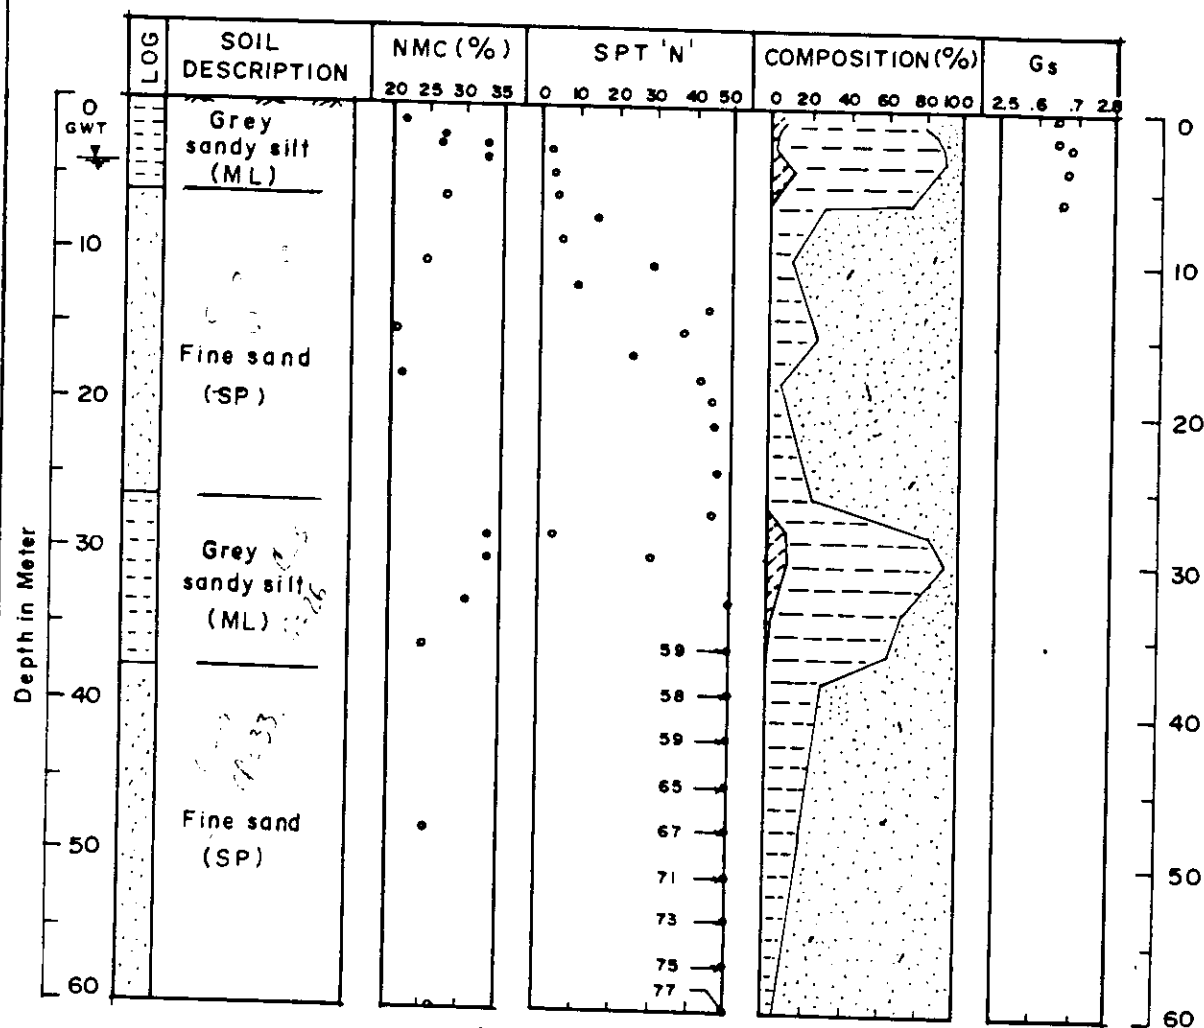 LOG
SOIL
DESCRIPTION
NMC (%)
SPT 'N'
COMPOSITION (%)
Gs
20 25 30 35
0 10 20 30 40 50
0 20 40 60 80 100
2.5 .6 .7 2.8
0
GWT
10
20
30
40
50
60
Depth in Meter
Grey
sandy silt
(ML)
Fine sand
(SP)
Grey
sandy silt
(ML)
Fine sand
(SP)
59
58
59
65
67
71
73
75
77
0
10
20
30
40
50
60